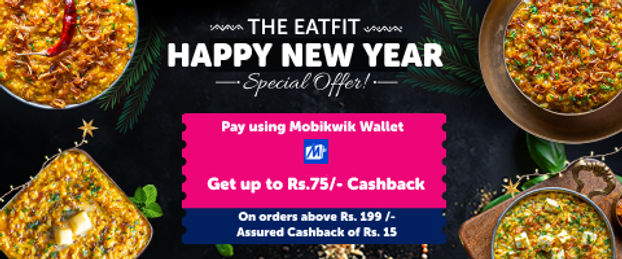 THE EATFIT
HAPPY NEW YEAR
Special Offer!
Pay using Mobikwik Wallet
M
Get up to Rs.75/- Cashback
On orders above Rs. 199 /-
Assured Cashback of Rs. 15